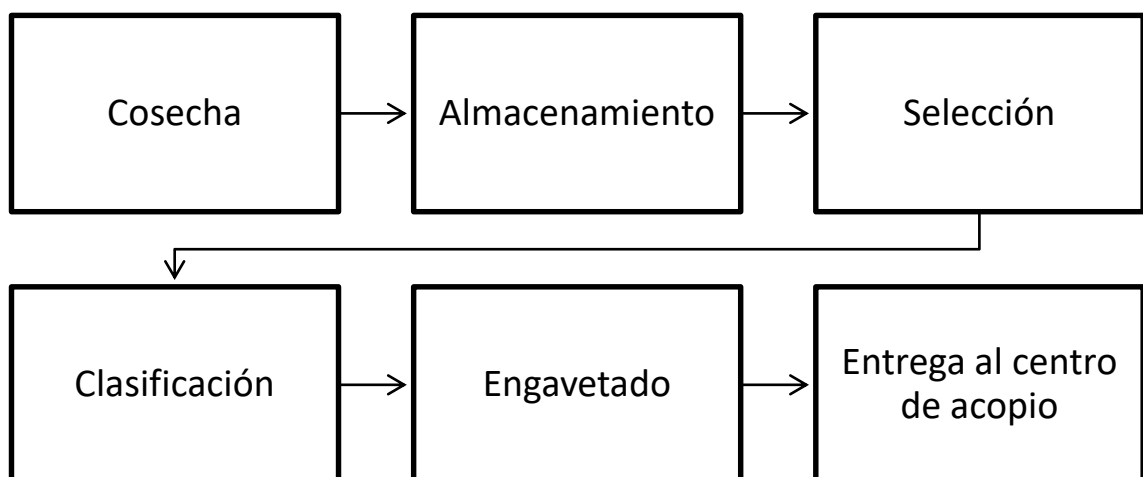 Cosecha
Almacenamiento
Selección
Clasificación
Engavetado
Entrega al centro
de acopio